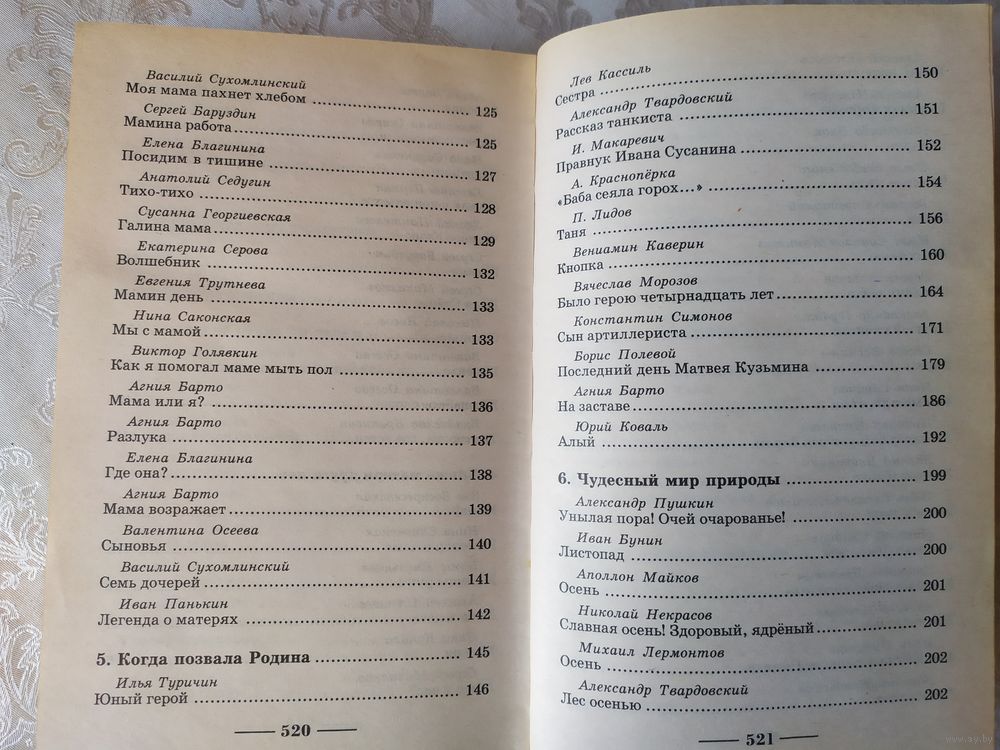 Василий Сухомлинский
Моя мама пахнет хлебом ........ 125
Сергей Баруздин
Мамина работа ........ 125
Елена Благинина
Посидим в тишине ........ 127
Анатолий Седугин
Тихо-тихо ........ 128
Сусанна Георгиевская
Галина мама ........ 129
Екатерина Серова
Волшебник ........ 132
Евгения Трутнева
Мамин день ........ 133
Нина Саконская
Мы с мамой ........ 133
Виктор Голявкин
Как я помогал маме мыть пол ........ 135
Агния Барто
Мама или я? ........ 136
Агния Барто
Разлука ........ 137
Елена Благинина
Где она? ........ 138
Агния Барто
Мама возражает ........ 139
Валентина Осеева
Сыновья ........ 140
Василий Сухомлинский
Семь дочерей ........ 141
Иван Панькин
Легенда о матерях ........ 142
5. Когда позвала Родина ........ 145
Илья Туричин
Юный герой ........ 146
— 520 —
Лев Кассиль
Сестра ........ 150
Александр Твардовский
Рассказ танкиста ........ 151
И. Макаревич
Правнук Ивана Сусанина ........ 152
А. Краснопёрка
«Баба сеяла горох...» ........ 154
П. Лидов
Таня ........ 156
Вениамин Каверин
Кнопка ........ 160
Вячеслав Морозов
Было герою четырнадцать лет ........ 164
Константин Симонов
Сын артиллериста ........ 171
Борис Полевой
Последний день Матвея Кузьмина ........ 179
Агния Барто
На заставе ........ 186
Юрий Коваль
Алый ........ 192
6. Чудесный мир природы ........ 199
Александр Пушкин
Унылая пора! Очей очарованье! ........ 200
Иван Бунин
Листопад ........ 200
Аполлон Майков
Осень ........ 201
Николай Некрасов
Славная осень! Здоровый, ядрёный ........ 201
Михаил Лермонтов
Осень ........ 202
Александр Твардовский
Лес осенью ........ 202
— 521 —
www.ay.by